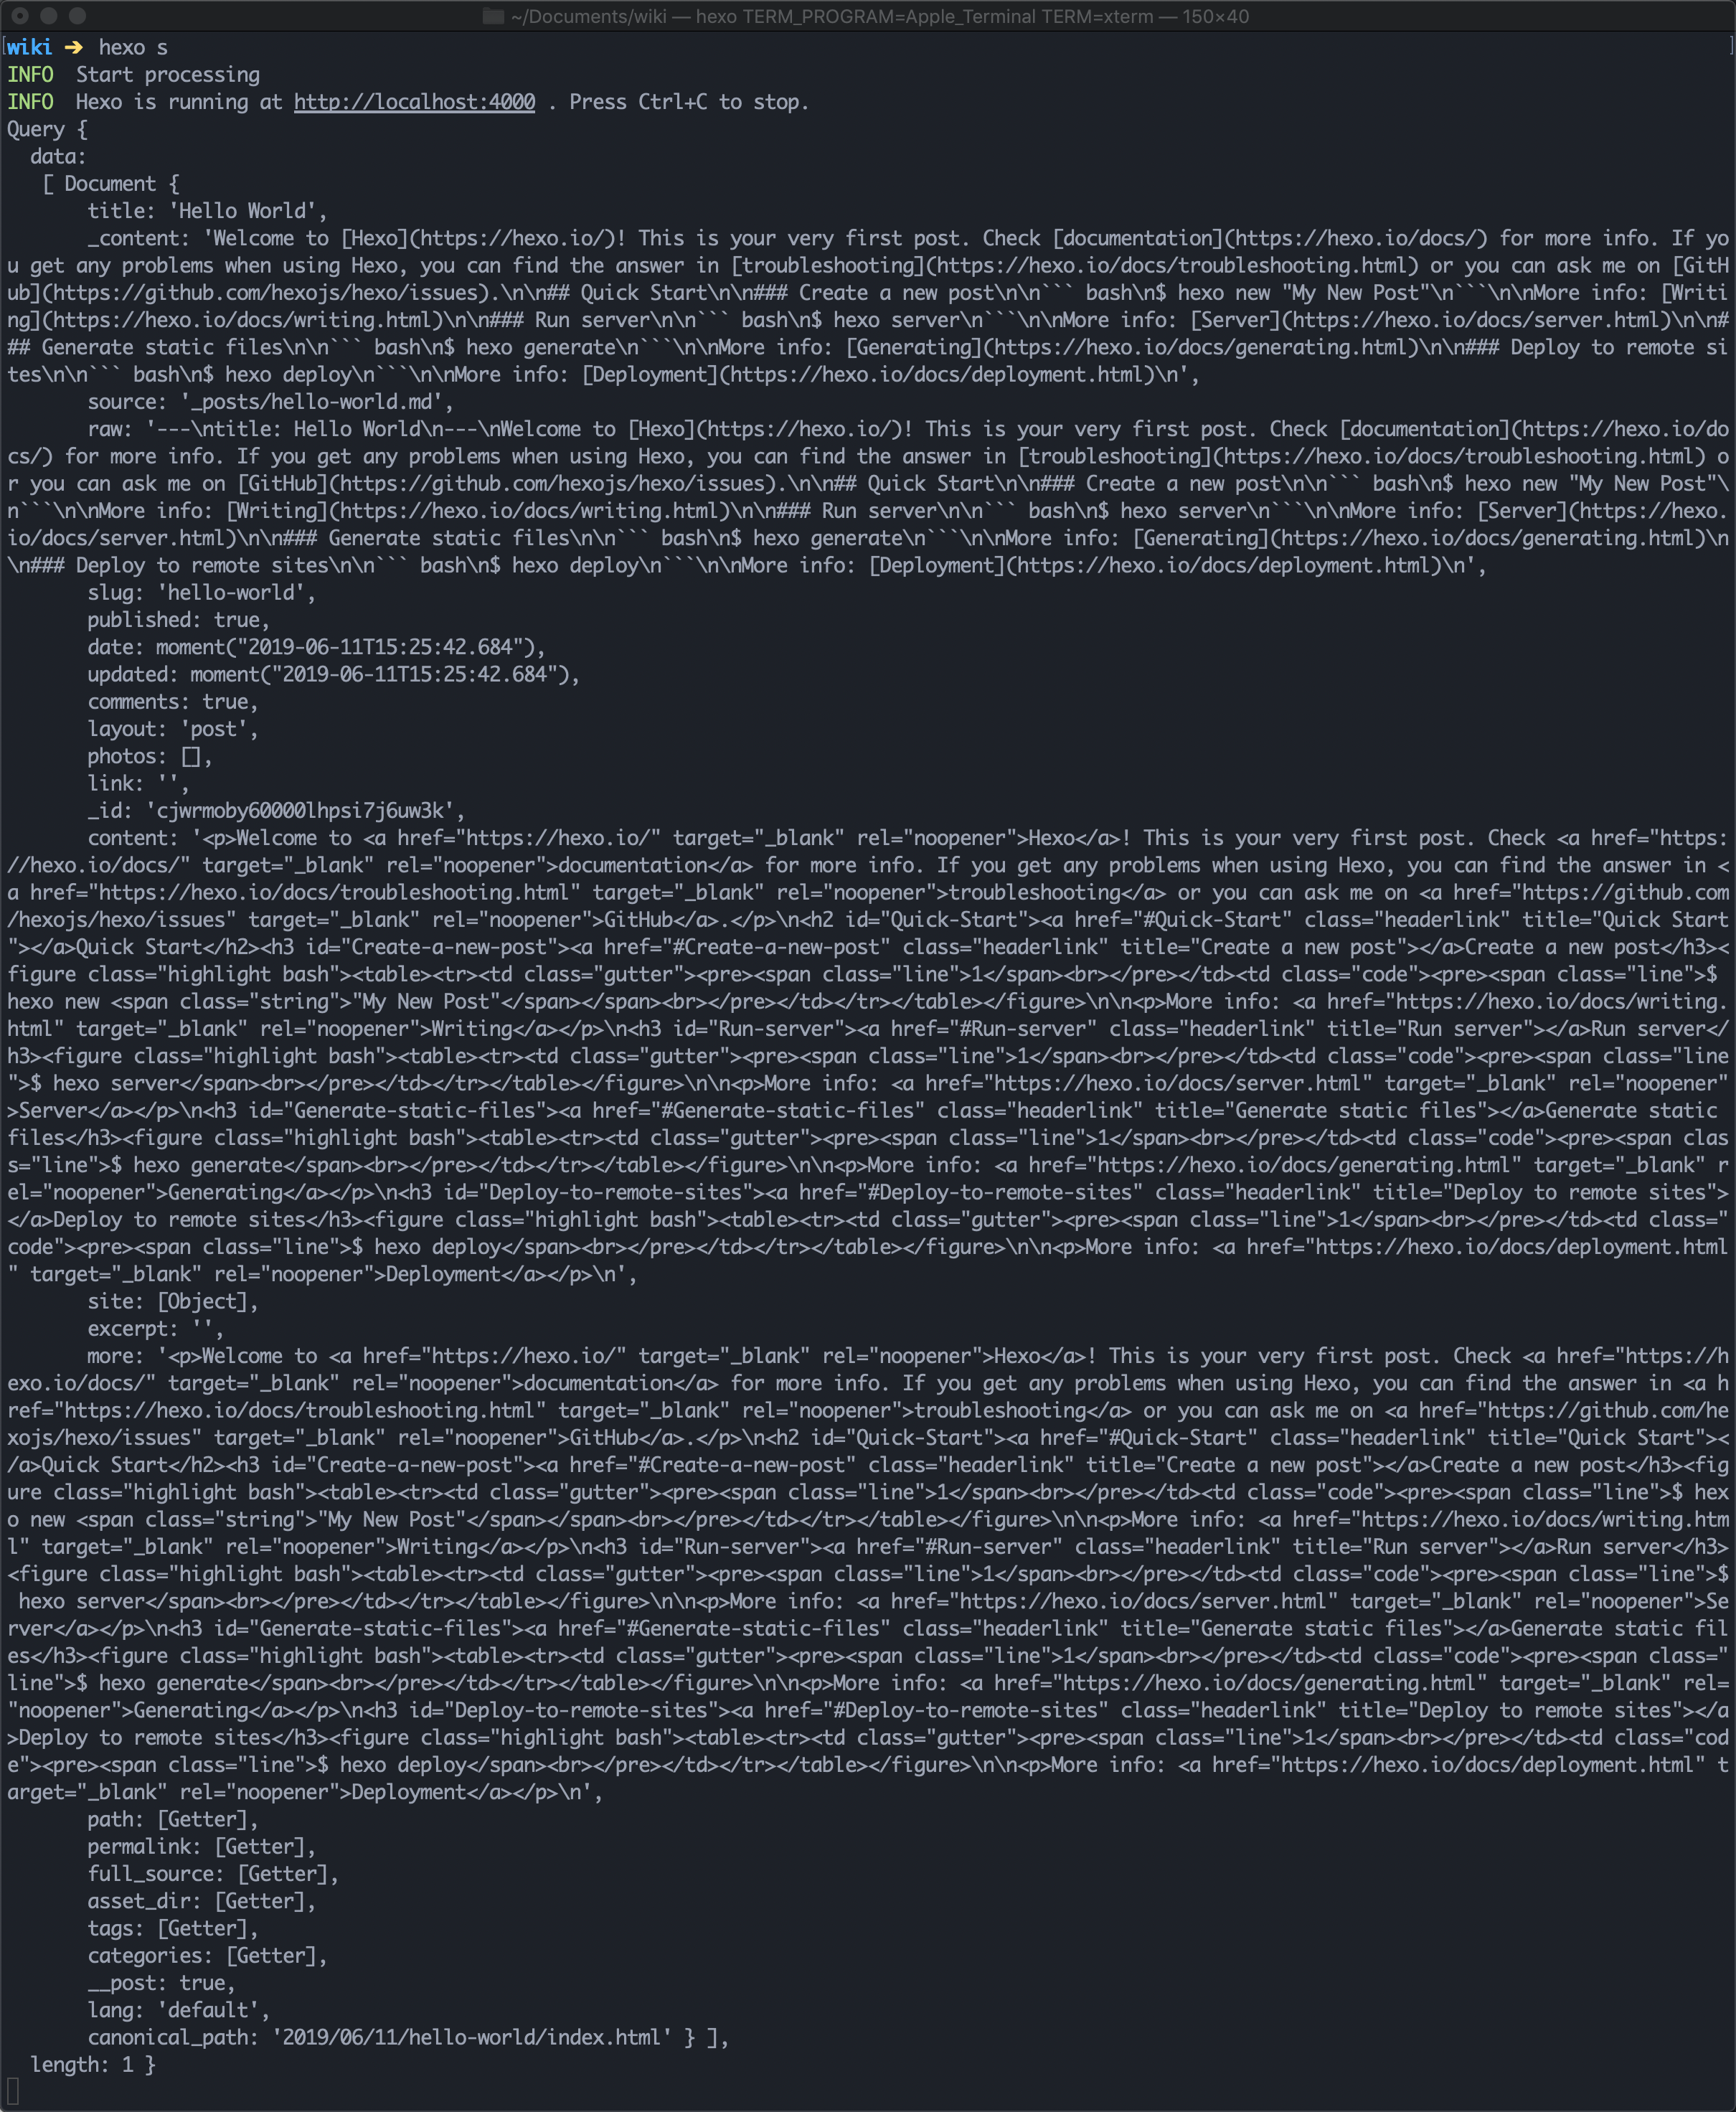 ~/Documents/wiki — hexo TERM_PROGRAM=Apple_Terminal TERM=xterm — 150×40
[wiki ➜  hexo s ]
INFO  Start processing
INFO  Hexo is running at http://localhost:4000 . Press Ctrl+C to stop.
Query {
  data:
   [ Document {
       title: 'Hello World',
       _content: 'Welcome to [Hexo](https://hexo.io/)! This is your very first post. Check [documentation](https://hexo.io/docs/) for more info. If yo
u get any problems when using Hexo, you can find the answer in [troubleshooting](https://hexo.io/docs/troubleshooting.html) or you can ask me on [GitH
ub](https://github.com/hexojs/hexo/issues).\n\n## Quick Start\n\n### Create a new post\n\n``` bash\n$ hexo new "My New Post"\n```\n\nMore info: [Writi
ng](https://hexo.io/docs/writing.html)\n\n### Run server\n\n``` bash\n$ hexo server\n```\n\nMore info: [Server](https://hexo.io/docs/server.html)\n\n#
## Generate static files\n\n``` bash\n$ hexo generate\n```\n\nMore info: [Generating](https://hexo.io/docs/generating.html)\n\n### Deploy to remote si
tes\n\n``` bash\n$ hexo deploy\n```\n\nMore info: [Deployment](https://hexo.io/docs/deployment.html)\n',
       source: '_posts/hello-world.md',
       raw: '---\ntitle: Hello World\n---\nWelcome to [Hexo](https://hexo.io/)! This is your very first post. Check [documentation](https://hexo.io/do
cs/) for more info. If you get any problems when using Hexo, you can find the answer in [troubleshooting](https://hexo.io/docs/troubleshooting.html) o
r you can ask me on [GitHub](https://github.com/hexojs/hexo/issues).\n\n## Quick Start\n\n### Create a new post\n\n``` bash\n$ hexo new "My New Post"\
n```\n\nMore info: [Writing](https://hexo.io/docs/writing.html)\n\n### Run server\n\n``` bash\n$ hexo server\n```\n\nMore info: [Server](https://hexo.
io/docs/server.html)\n\n### Generate static files\n\n``` bash\n$ hexo generate\n```\n\nMore info: [Generating](https://hexo.io/docs/generating.html)\n
\n### Deploy to remote sites\n\n``` bash\n$ hexo deploy\n```\n\nMore info: [Deployment](https://hexo.io/docs/deployment.html)\n',
       slug: 'hello-world',
       published: true,
       date: moment("2019-06-11T15:25:42.684"),
       updated: moment("2019-06-11T15:25:42.684"),
       comments: true,
       layout: 'post',
       photos: [],
       link: '',
       _id: 'cjwrmoby60000lhpsi7j6uw3k',
       content: '<p>Welcome to <a href="https://hexo.io/" target="_blank" rel="noopener">Hexo</a>! This is your very first post. Check <a href="https:
//hexo.io/docs/" target="_blank" rel="noopener">documentation</a> for more info. If you get any problems when using Hexo, you can find the answer in <
a href="https://hexo.io/docs/troubleshooting.html" target="_blank" rel="noopener">troubleshooting</a> or you can ask me on <a href="https://github.com
/hexojs/hexo/issues" target="_blank" rel="noopener">GitHub</a>.</p>\n<h2 id="Quick-Start"><a href="#Quick-Start" class="headerlink" title="Quick Start
"></a>Quick Start</h2><h3 id="Create-a-new-post"><a href="#Create-a-new-post" class="headerlink" title="Create a new post"></a>Create a new post</h3><
figure class="highlight bash"><table><tr><td class="gutter"><pre><span class="line">1</span><br></pre></td><td class="code"><pre><span class="line">$ 
hexo new <span class="string">"My New Post"</span></span><br></pre></td></tr></table></figure>\n\n<p>More info: <a href="https://hexo.io/docs/writing.
html" target="_blank" rel="noopener">Writing</a></p>\n<h3 id="Run-server"><a href="#Run-server" class="headerlink" title="Run server"></a>Run server</
h3><figure class="highlight bash"><table><tr><td class="gutter"><pre><span class="line">1</span><br></pre></td><td class="code"><pre><span class="line
">$ hexo server</span><br></pre></td></tr></table></figure>\n\n<p>More info: <a href="https://hexo.io/docs/server.html" target="_blank" rel="noopener"
>Server</a></p>\n<h3 id="Generate-static-files"><a href="#Generate-static-files" class="headerlink" title="Generate static files"></a>Generate static 
files</h3><figure class="highlight bash"><table><tr><td class="gutter"><pre><span class="line">1</span><br></pre></td><td class="code"><pre><span clas
s="line">$ hexo generate</span><br></pre></td></tr></table></figure>\n\n<p>More info: <a href="https://hexo.io/docs/generating.html" target="_blank" r
el="noopener">Generating</a></p>\n<h3 id="Deploy-to-remote-sites"><a href="#Deploy-to-remote-sites" class="headerlink" title="Deploy to remote sites">
</a>Deploy to remote sites</h3><figure class="highlight bash"><table><tr><td class="gutter"><pre><span class="line">1</span><br></pre></td><td class="
code"><pre><span class="line">$ hexo deploy</span><br></pre></td></tr></table></figure>\n\n<p>More info: <a href="https://hexo.io/docs/deployment.html
" target="_blank" rel="noopener">Deployment</a></p>\n',
       site: [Object],
       excerpt: '',
       more: '<p>Welcome to <a href="https://hexo.io/" target="_blank" rel="noopener">Hexo</a>! This is your very first post. Check <a href="https://h
exo.io/docs/" target="_blank" rel="noopener">documentation</a> for more info. If you get any problems when using Hexo, you can find the answer in <a h
ref="https://hexo.io/docs/troubleshooting.html" target="_blank" rel="noopener">troubleshooting</a> or you can ask me on <a href="https://github.com/he
xojs/hexo/issues" target="_blank" rel="noopener">GitHub</a>.</p>\n<h2 id="Quick-Start"><a href="#Quick-Start" class="headerlink" title="Quick Start"><
/a>Quick Start</h2><h3 id="Create-a-new-post"><a href="#Create-a-new-post" class="headerlink" title="Create a new post"></a>Create a new post</h3><fig
ure class="highlight bash"><table><tr><td class="gutter"><pre><span class="line">1</span><br></pre></td><td class="code"><pre><span class="line">$ hex
o new <span class="string">"My New Post"</span></span><br></pre></td></tr></table></figure>\n\n<p>More info: <a href="https://hexo.io/docs/writing.htm
l" target="_blank" rel="noopener">Writing</a></p>\n<h3 id="Run-server"><a href="#Run-server" class="headerlink" title="Run server"></a>Run server</h3>
<figure class="highlight bash"><table><tr><td class="gutter"><pre><span class="line">1</span><br></pre></td><td class="code"><pre><span class="line">$
 hexo server</span><br></pre></td></tr></table></figure>\n\n<p>More info: <a href="https://hexo.io/docs/server.html" target="_blank" rel="noopener">Se
rver</a></p>\n<h3 id="Generate-static-files"><a href="#Generate-static-files" class="headerlink" title="Generate static files"></a>Generate static fil
es</h3><figure class="highlight bash"><table><tr><td class="gutter"><pre><span class="line">1</span><br></pre></td><td class="code"><pre><span class="
line">$ hexo generate</span><br></pre></td></tr></table></figure>\n\n<p>More info: <a href="https://hexo.io/docs/generating.html" target="_blank" rel=
"noopener">Generating</a></p>\n<h3 id="Deploy-to-remote-sites"><a href="#Deploy-to-remote-sites" class="headerlink" title="Deploy to remote sites"></a
>Deploy to remote sites</h3><figure class="highlight bash"><table><tr><td class="gutter"><pre><span class="line">1</span><br></pre></td><td class="cod
e"><pre><span class="line">$ hexo deploy</span><br></pre></td></tr></table></figure>\n\n<p>More info: <a href="https://hexo.io/docs/deployment.html" t
arget="_blank" rel="noopener">Deployment</a></p>\n',
       path: [Getter],
       permalink: [Getter],
       full_source: [Getter],
       asset_dir: [Getter],
       tags: [Getter],
       categories: [Getter],
       __post: true,
       lang: 'default',
       canonical_path: '2019/06/11/hello-world/index.html' } ],
  length: 1 }